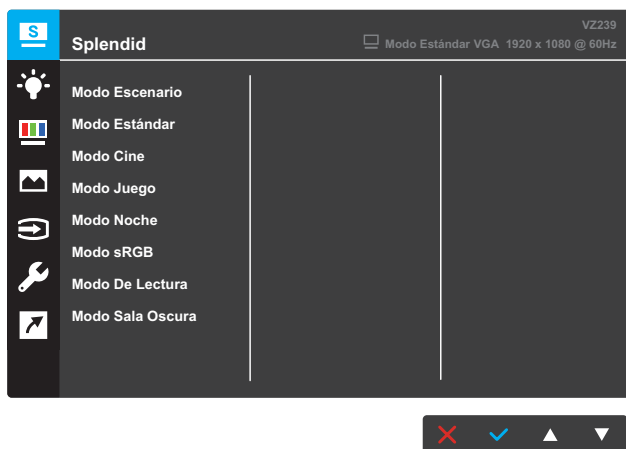 S
VZ239
Splendid
Modo Estándar VGA 1920 x 1080 @ 60Hz
Modo Escenario
Modo Estándar
Modo Cine
Modo Juego
Modo Noche
Modo sRGB
Modo De Lectura
Modo Sala Oscura